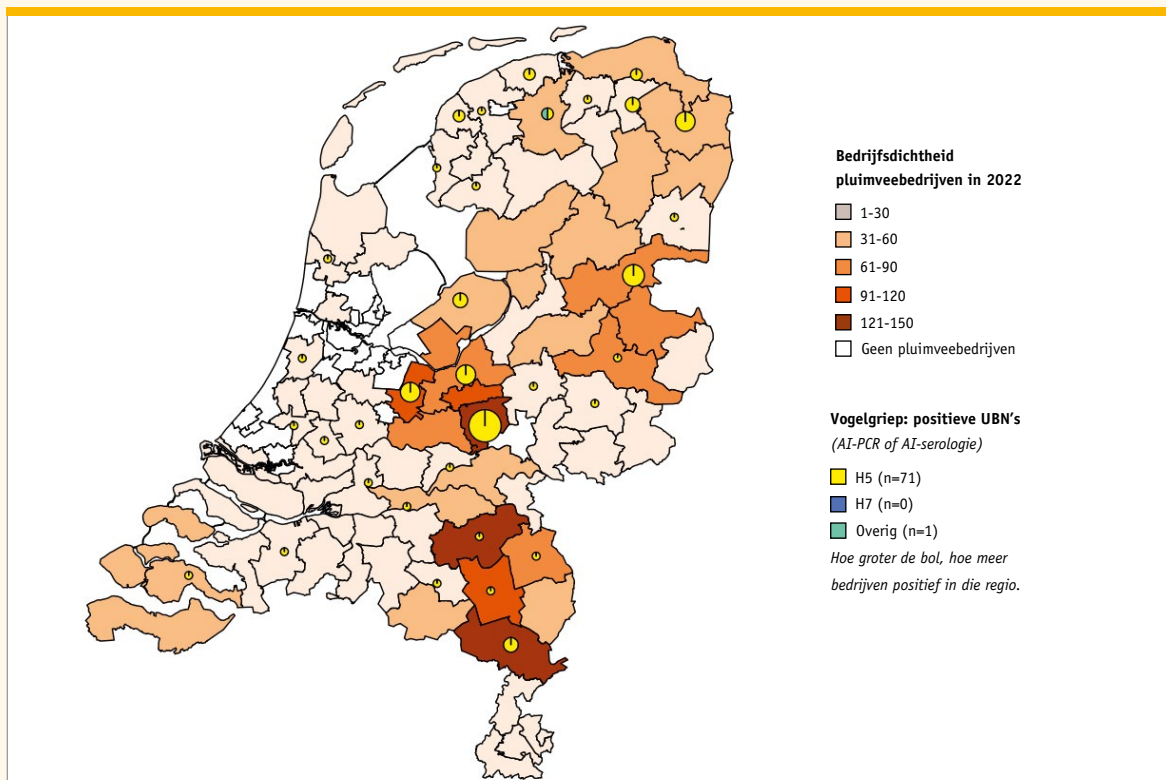 Bedrijfsdichtheid
pluimveebedrijven in 2022
1-30
31-60
61-90
91-120
121-150
Geen pluimveebedrijven
Vogelgriep: positieve UBN's
(AI-PCR of AI-serologie)
H5 (n=71)
H7 (n=0)
Overig (n=1)
Hoe groter de bol, hoe meer
bedrijven positief in die regio.